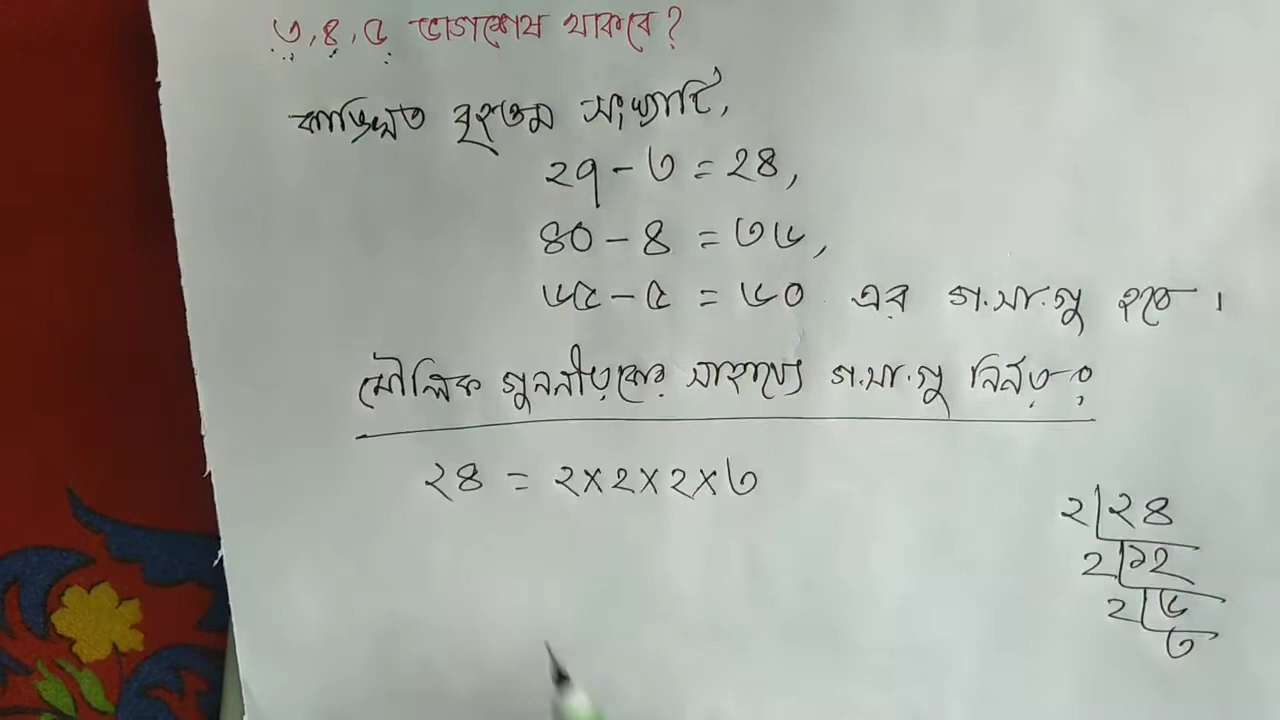 ৩, ৪, ৫ ভাগশেষ থাকবে?
কাঙ্ক্ষিত বৃহত্তম সংখ্যাটি,
২৭ - ৩ = ২৪,
৪০ - ৪ = ৩৬,
৬৫ - ৫ = ৬০ এর গ.সা.গু হবে।
মৌলিক গুননীয়কের সাহায্যে গ.সা.গু নির্ণয়ঃ
২৪ = ২×২×২×৩
২|২৪
২|১২
২|৬
৩